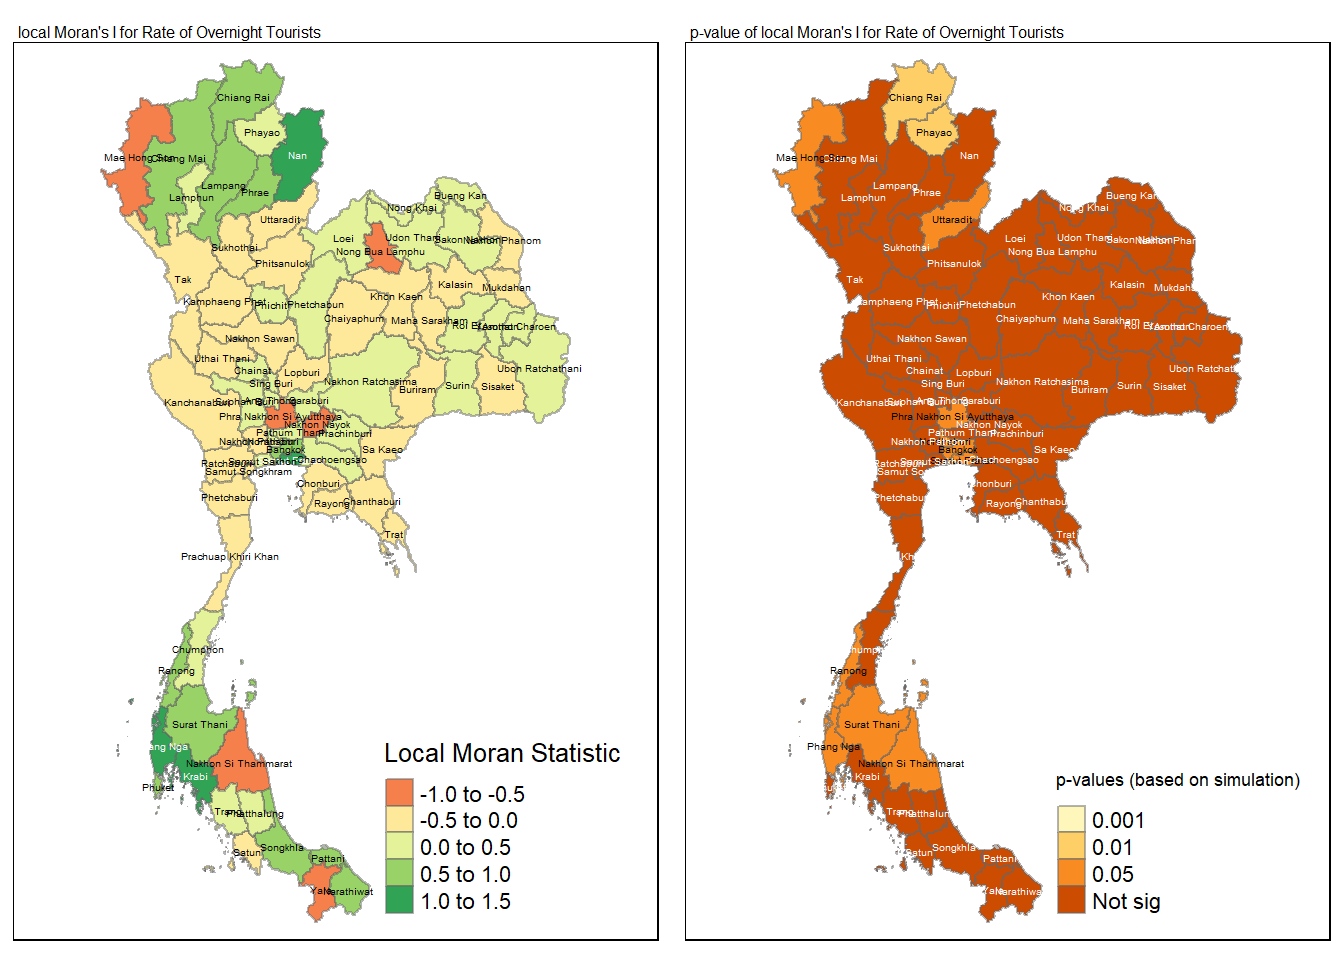 local Moran's I for Rate of Overnight Tourists
Chiang Rai
Phayao
Nan
Mae Hong Son
Chiang Mai
Lampang
Phrae
Lamphun
Uttaradit
Bueng Kan
Nong Khai
Loei
Udon Thani
Sakon Nakhon
Nakhon Phanom
Nong Bua Lamphu
Sukhothai
Phitsanulok
Tak
Kalasin
Mukdahan
Kamphaeng Phet
Phichit
Phetchabun
Khon Kaen
Chaiyaphum
Maha Sarakham
Roi Et
Yasothon
Charoen
Nakhon Sawan
Uthai Thani
Chainat
Lopburi
Sing Buri
Nakhon Ratchasima
Buriram
Surin
Sisaket
Ubon Ratchathani
Kanchanaburi
Suphan Buri
Ang Thong
Saraburi
Phra Nakhon Si Ayutthaya
Nakhon Nayok
Pathum Thani
Prachinburi
Nakhon Pathom
Bangkok
Sa Kaeo
Ratchaburi
Samut Sakhon
Chachoengsao
Samut Songkhram
Chonburi
Phetchaburi
Rayong
Chanthaburi
Trat
Prachuap Khiri Khan
Chumphon
Ranong
Surat Thani
ang Nga
Nakhon Si Thammarat
Krabi
Phuket
Trang
Phatthalung
Satun
Songkhla
Pattani
Yala
Narathiwat
Local Moran Statistic
-1.0 to -0.5
-0.5 to 0.0
0.0 to 0.5
0.5 to 1.0
1.0 to 1.5
p-value of local Moran's I for Rate of Overnight Tourists
Chiang Rai
Phayao
Nan
Mae Hong Son
Chiang Mai
Lampang
Phrae
Lamphun
Uttaradit
Bueng Kan
Nong Khai
Loei
Udon Thani
Sakon Nakhon
Nakhon Phanom
Nong Bua Lamphu
Sukhothai
Phitsanulok
Tak
Kalasin
Mukdahan
Kamphaeng Phet
Phichit
Phetchabun
Khon Kaen
Chaiyaphum
Maha Sarakham
Roi Et
Yasothon
Charoen
Nakhon Sawan
Uthai Thani
Chainat
Lopburi
Sing Buri
Nakhon Ratchasima
Buriram
Surin
Sisaket
Ubon Ratchathani
Kanchanaburi
Suphan Buri
Ang Thong
Saraburi
Phra Nakhon Si Ayutthaya
Nakhon Nayok
Pathum Thani
Prachinburi
Nakhon Pathom
Bangkok
Sa Kaeo
Ratchaburi
Samut Sakhon
Chachoengsao
Samut So
Chonburi
Phetchaburi
Rayong
Chanthaburi
Trat
Kh
Chumph
Ranong
Surat Thani
Phang Nga
Nakhon Si Thammarat
Krabi
Trang
Phatthalung
Satun
Songkhla
Pattani
Yala
Narathiwat
p-values (based on simulation)
0.001
0.01
0.05
Not sig